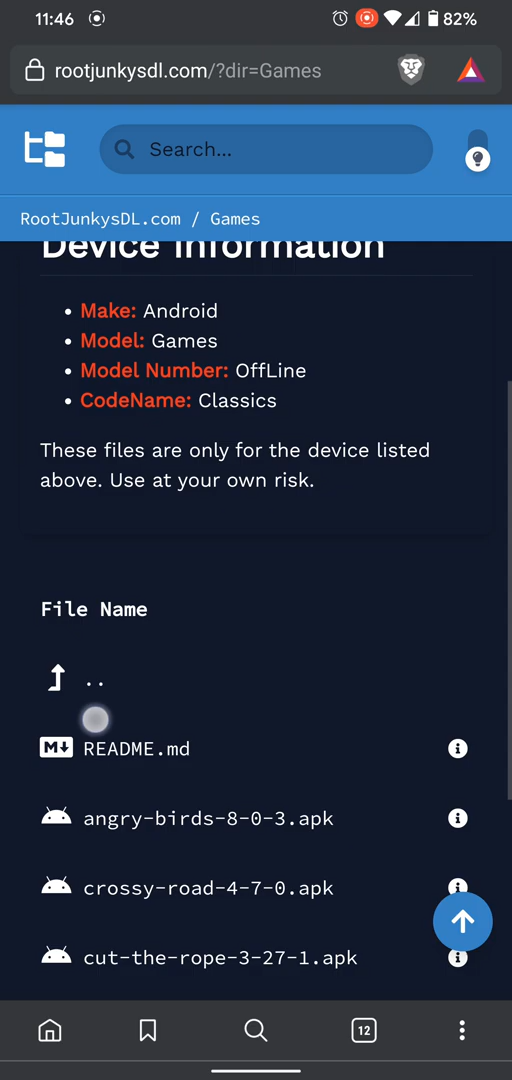 11:46
82%
rootjunkysdl.com/?dir=Games
Search...
RootJunkysDL.com / Games
Device Information
Make: Android
Model: Games
Model Number: OffLine
CodeName: Classics
These files are only for the device listed
above. Use at your own risk.
File Name
..
M README.md
angry-birds-8-0-3.apk
crossy-road-4-7-0.apk
cut-the-rope-3-27-1.apk
12